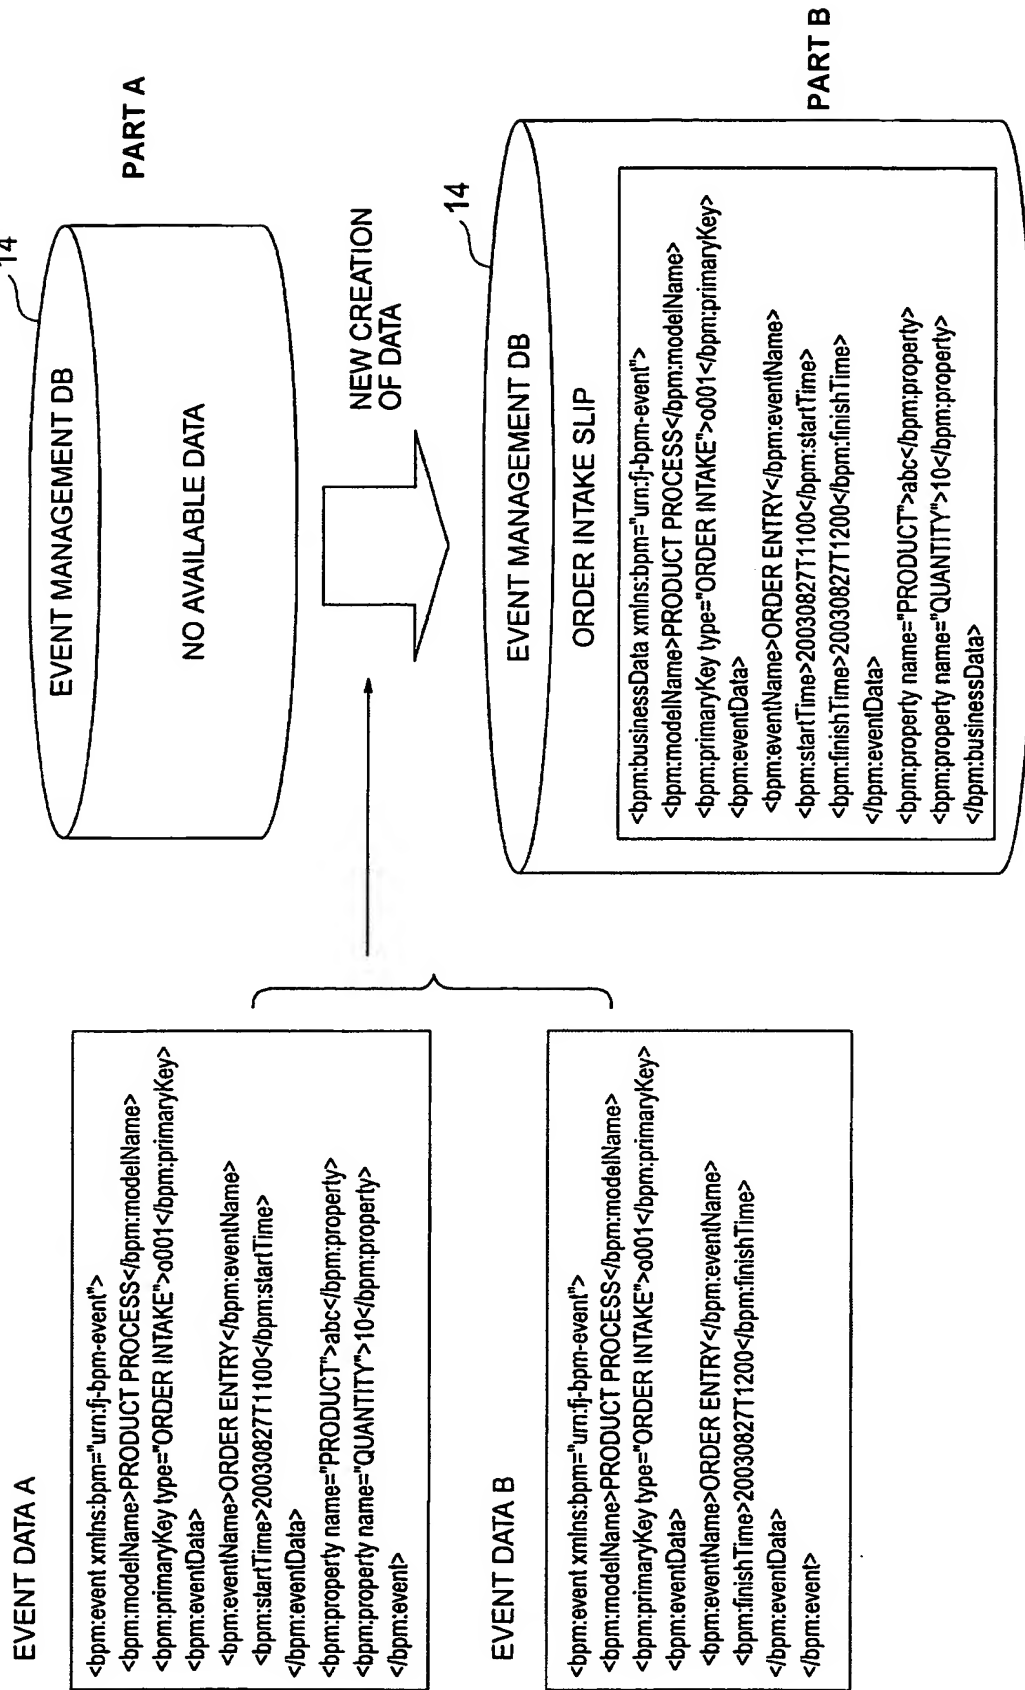 EVENT DATA A
<bpm:event xmlns:bpm="urn:fj-bpm-event">
<bpm:modelName>PRODUCT PROCESS</bpm:modelName>
<bpm:primaryKey type="ORDER INTAKE">o001</bpm:primaryKey>
<bpm:eventData>
<bpm:eventName>ORDER ENTRY</bpm:eventName>
<bpm:startTime>20030827T1100</bpm:startTime>
</bpm:eventData>
<bpm:property name="PRODUCT">abc</bpm:property>
<bpm:property name="QUANTITY">10</bpm:property>
</bpm:event>
EVENT DATA B
<bpm:event xmlns:bpm="urn:fj-bpm-event">
<bpm:modelName>PRODUCT PROCESS</bpm:modelName>
<bpm:primaryKey type="ORDER INTAKE">o001</bpm:primaryKey>
<bpm:eventData>
<bpm:eventName>ORDER ENTRY</bpm:eventName>
<bpm:finishTime>20030827T1200</bpm:finishTime>
</bpm:eventData>
</bpm:event>
14
EVENT MANAGEMENT DB
NO AVAILABLE DATA
PART A
NEW CREATION
OF DATA
14
EVENT MANAGEMENT DB
ORDER INTAKE SLIP
<bpm:businessData xmlns:bpm="urn:fj-bpm-event">
<bpm:modelName>PRODUCT PROCESS</bpm:modelName>
<bpm:primaryKey type="ORDER INTAKE">o001</bpm:primaryKey>
<bpm:eventData>
<bpm:eventName>ORDER ENTRY</bpm:eventName>
<bpm:startTime>20030827T1100</bpm:startTime>
<bpm:finishTime>20030827T1200</bpm:finishTime>
</bpm:eventData>
<bpm:property name="PRODUCT">abc</bpm:property>
<bpm:property name="QUANTITY">10</bpm:property>
</bpm:businessData>
PART B